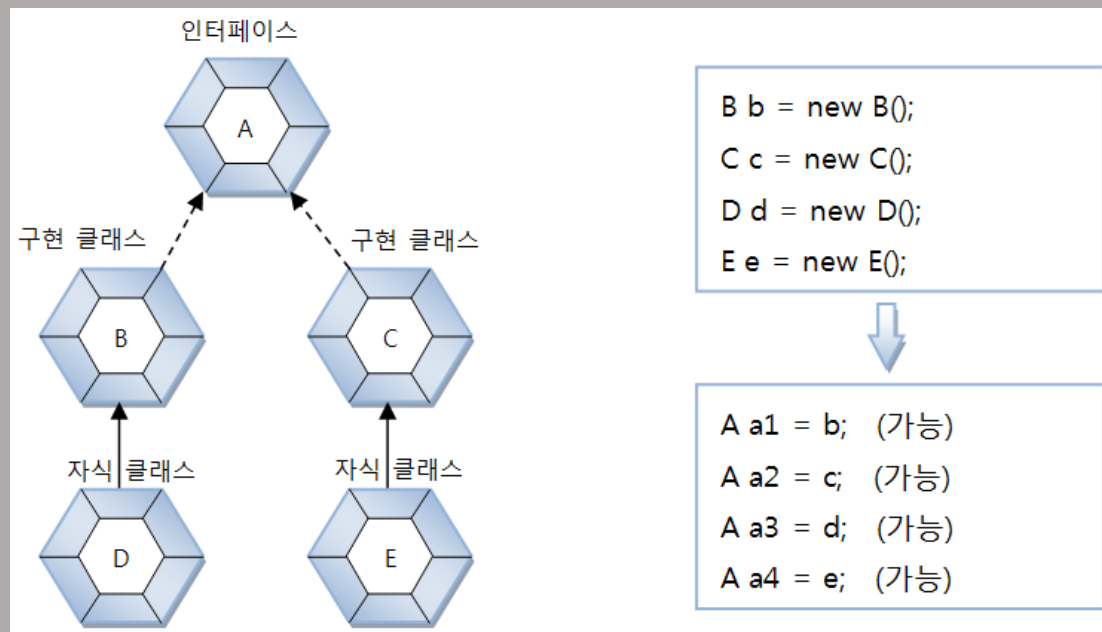 인터페이스
A
구현 클래스
구현 클래스
B
C
자식 클래스
자식 클래스
D
E
B b = new B();
C c = new C();
D d = new D();
E e = new E();
A a1 = b; (가능)
A a2 = c; (가능)
A a3 = d; (가능)
A a4 = e; (가능)